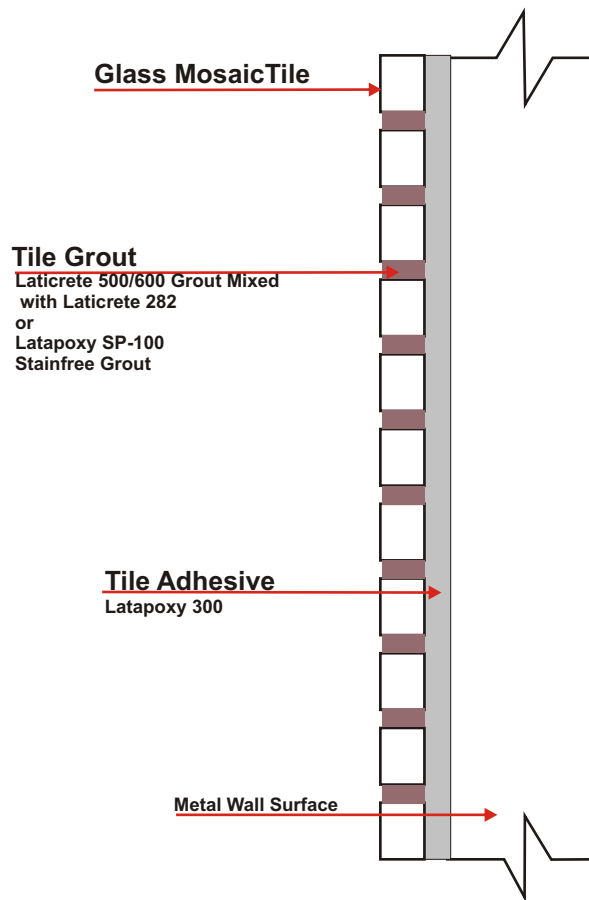 Glass MosaicTile
Tile Grout
Laticrete 500/600 Grout Mixed
with Laticrete 282
or
Latapoxy SP-100
Stainfree Grout
Tile Adhesive
Latapoxy 300
Metal Wall Surface